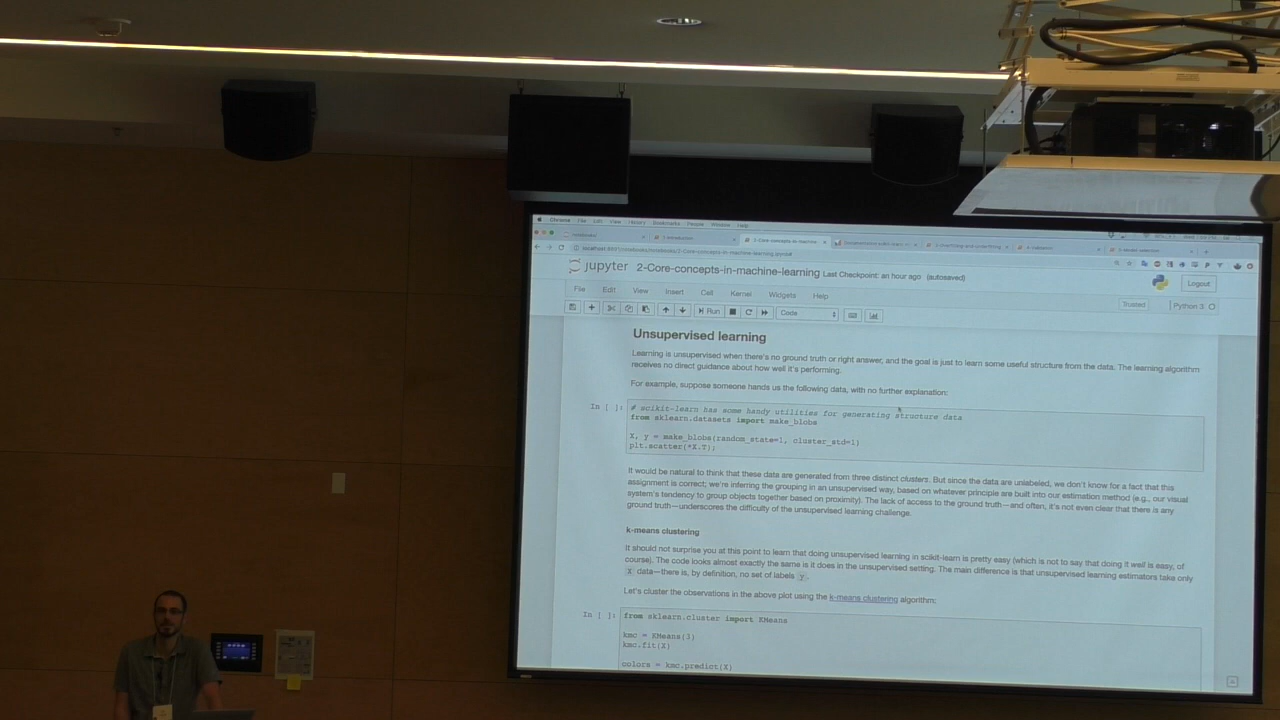 Chrome File Edit View History Bookmarks People Window Help
2-Core-concepts-in-machine
jupyter 2-Core-concepts-in-machine-learning Last Checkpoint: an hour ago (autosaved)
Logout
File Edit View Insert Cell Kernel Widgets Help
Trusted Python 3
Run Code
Unsupervised learning
Learning is unsupervised when there's no ground truth or right answer, and the goal is just to learn some useful structure from the data. The learning algorithm
receives no direct guidance about how well it's performing.
For example, suppose someone hands us the following data, with no further explanation:
In [ ]: # scikit-learn has some handy utilities for generating structure data
from sklearn.datasets import make_blobs
X, y = make_blobs(random_state=1, cluster_std=1)
plt.scatter(*X.T);
It would be natural to think that these data are generated from three distinct clusters. But since the data are unlabeled, we don't know for a fact that this
assignment is correct; we're inferring the grouping in an unsupervised way, based on whatever principle are built into our estimation method (e.g., our visual
system's tendency to group objects together based on proximity). The lack of access to the ground truth—and often, it's not even clear that there is any
ground truth—underscores the difficulty of the unsupervised learning challenge.
k-means clustering
It should not surprise you at this point to learn that doing unsupervised learning in scikit-learn is pretty easy (which is not to say that doing it well is easy, of
course). The code looks almost exactly the same is it does in the unsupervised setting. The main difference is that unsupervised learning estimators take only
X data—there is, by definition, no set of labels y.
Let's cluster the observations in the above plot using the k-means clustering algorithm:
In [ ]: from sklearn.cluster import KMeans
kmc = KMeans(3)
kmc.fit(X)
colors = kmc.predict(X)